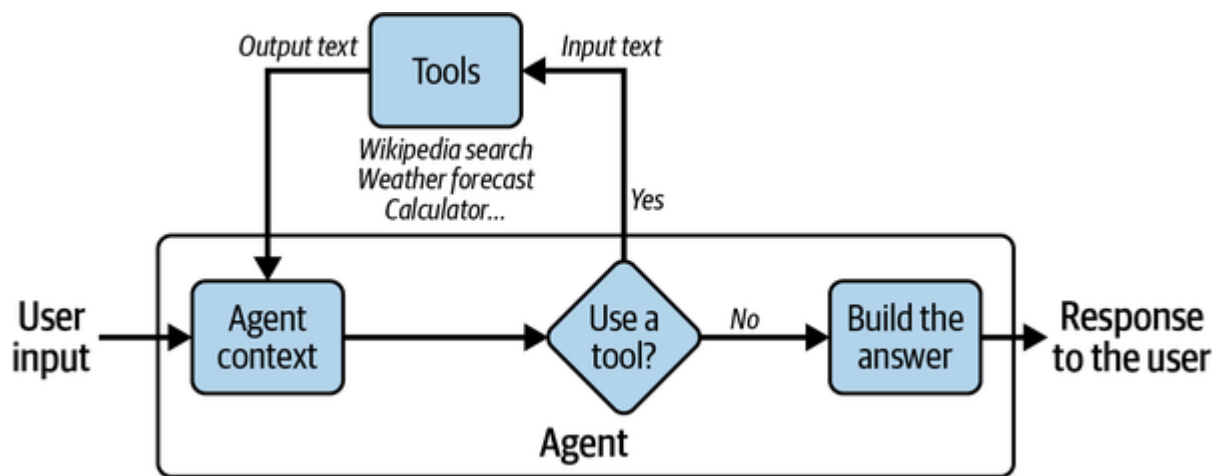 Output text
Tools
Input text
Wikipedia search
Weather forecast
Calculator...
Yes
User
input
Agent
context
Use a
tool?
No
Build the
answer
Response
to the user
Agent